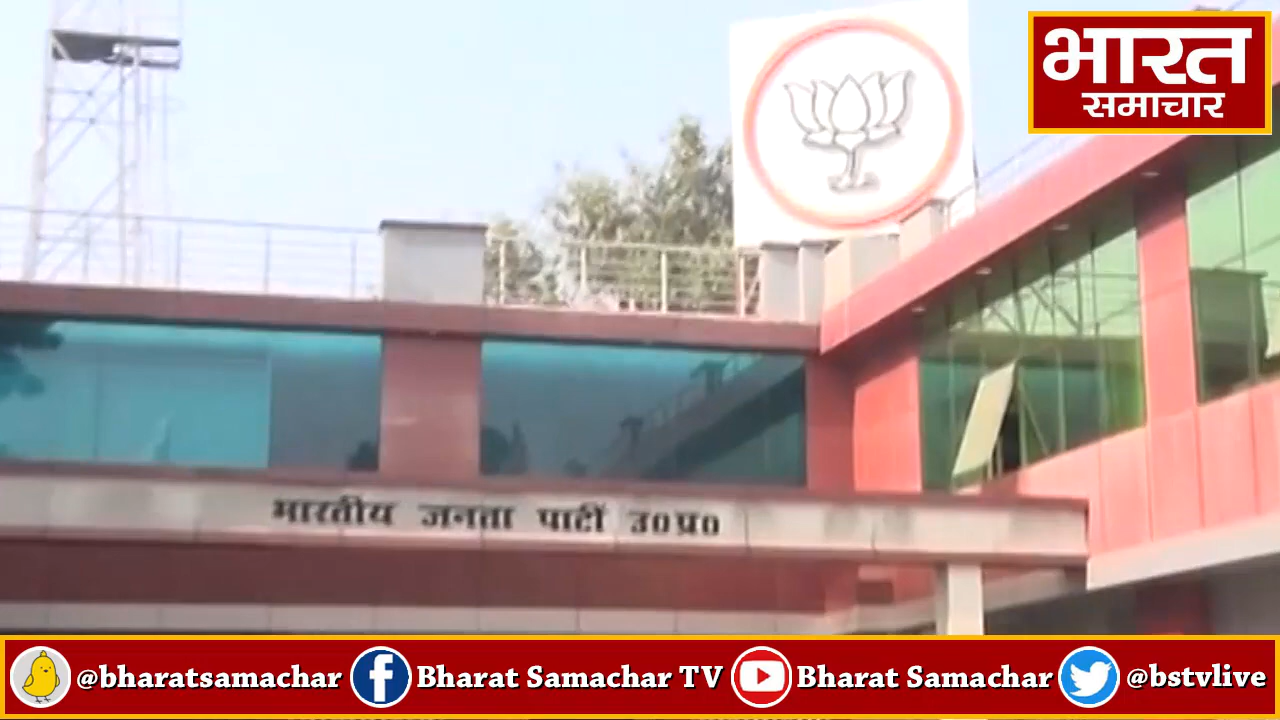 भारत
समाचार
भारतीय जनता पार्टी उ०प्र०
@bharatsamachar Bharat Samachar TV Bharat Samachar @bstvlive